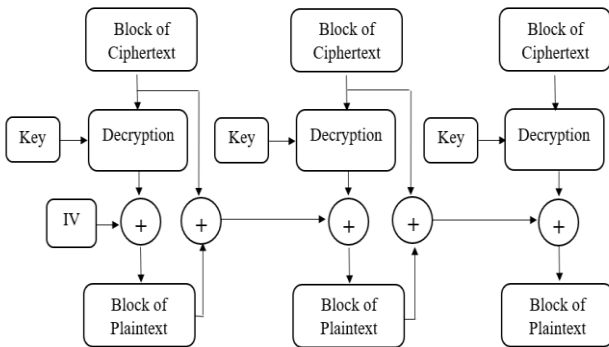 Block of
Ciphertext
Block of
Ciphertext
Block of
Ciphertext
Key
Decryption
Key
Decryption
Key
Decryption
IV
+
+
+
+
+
Block of
Plaintext
Block of
Plaintext
Block of
Plaintext